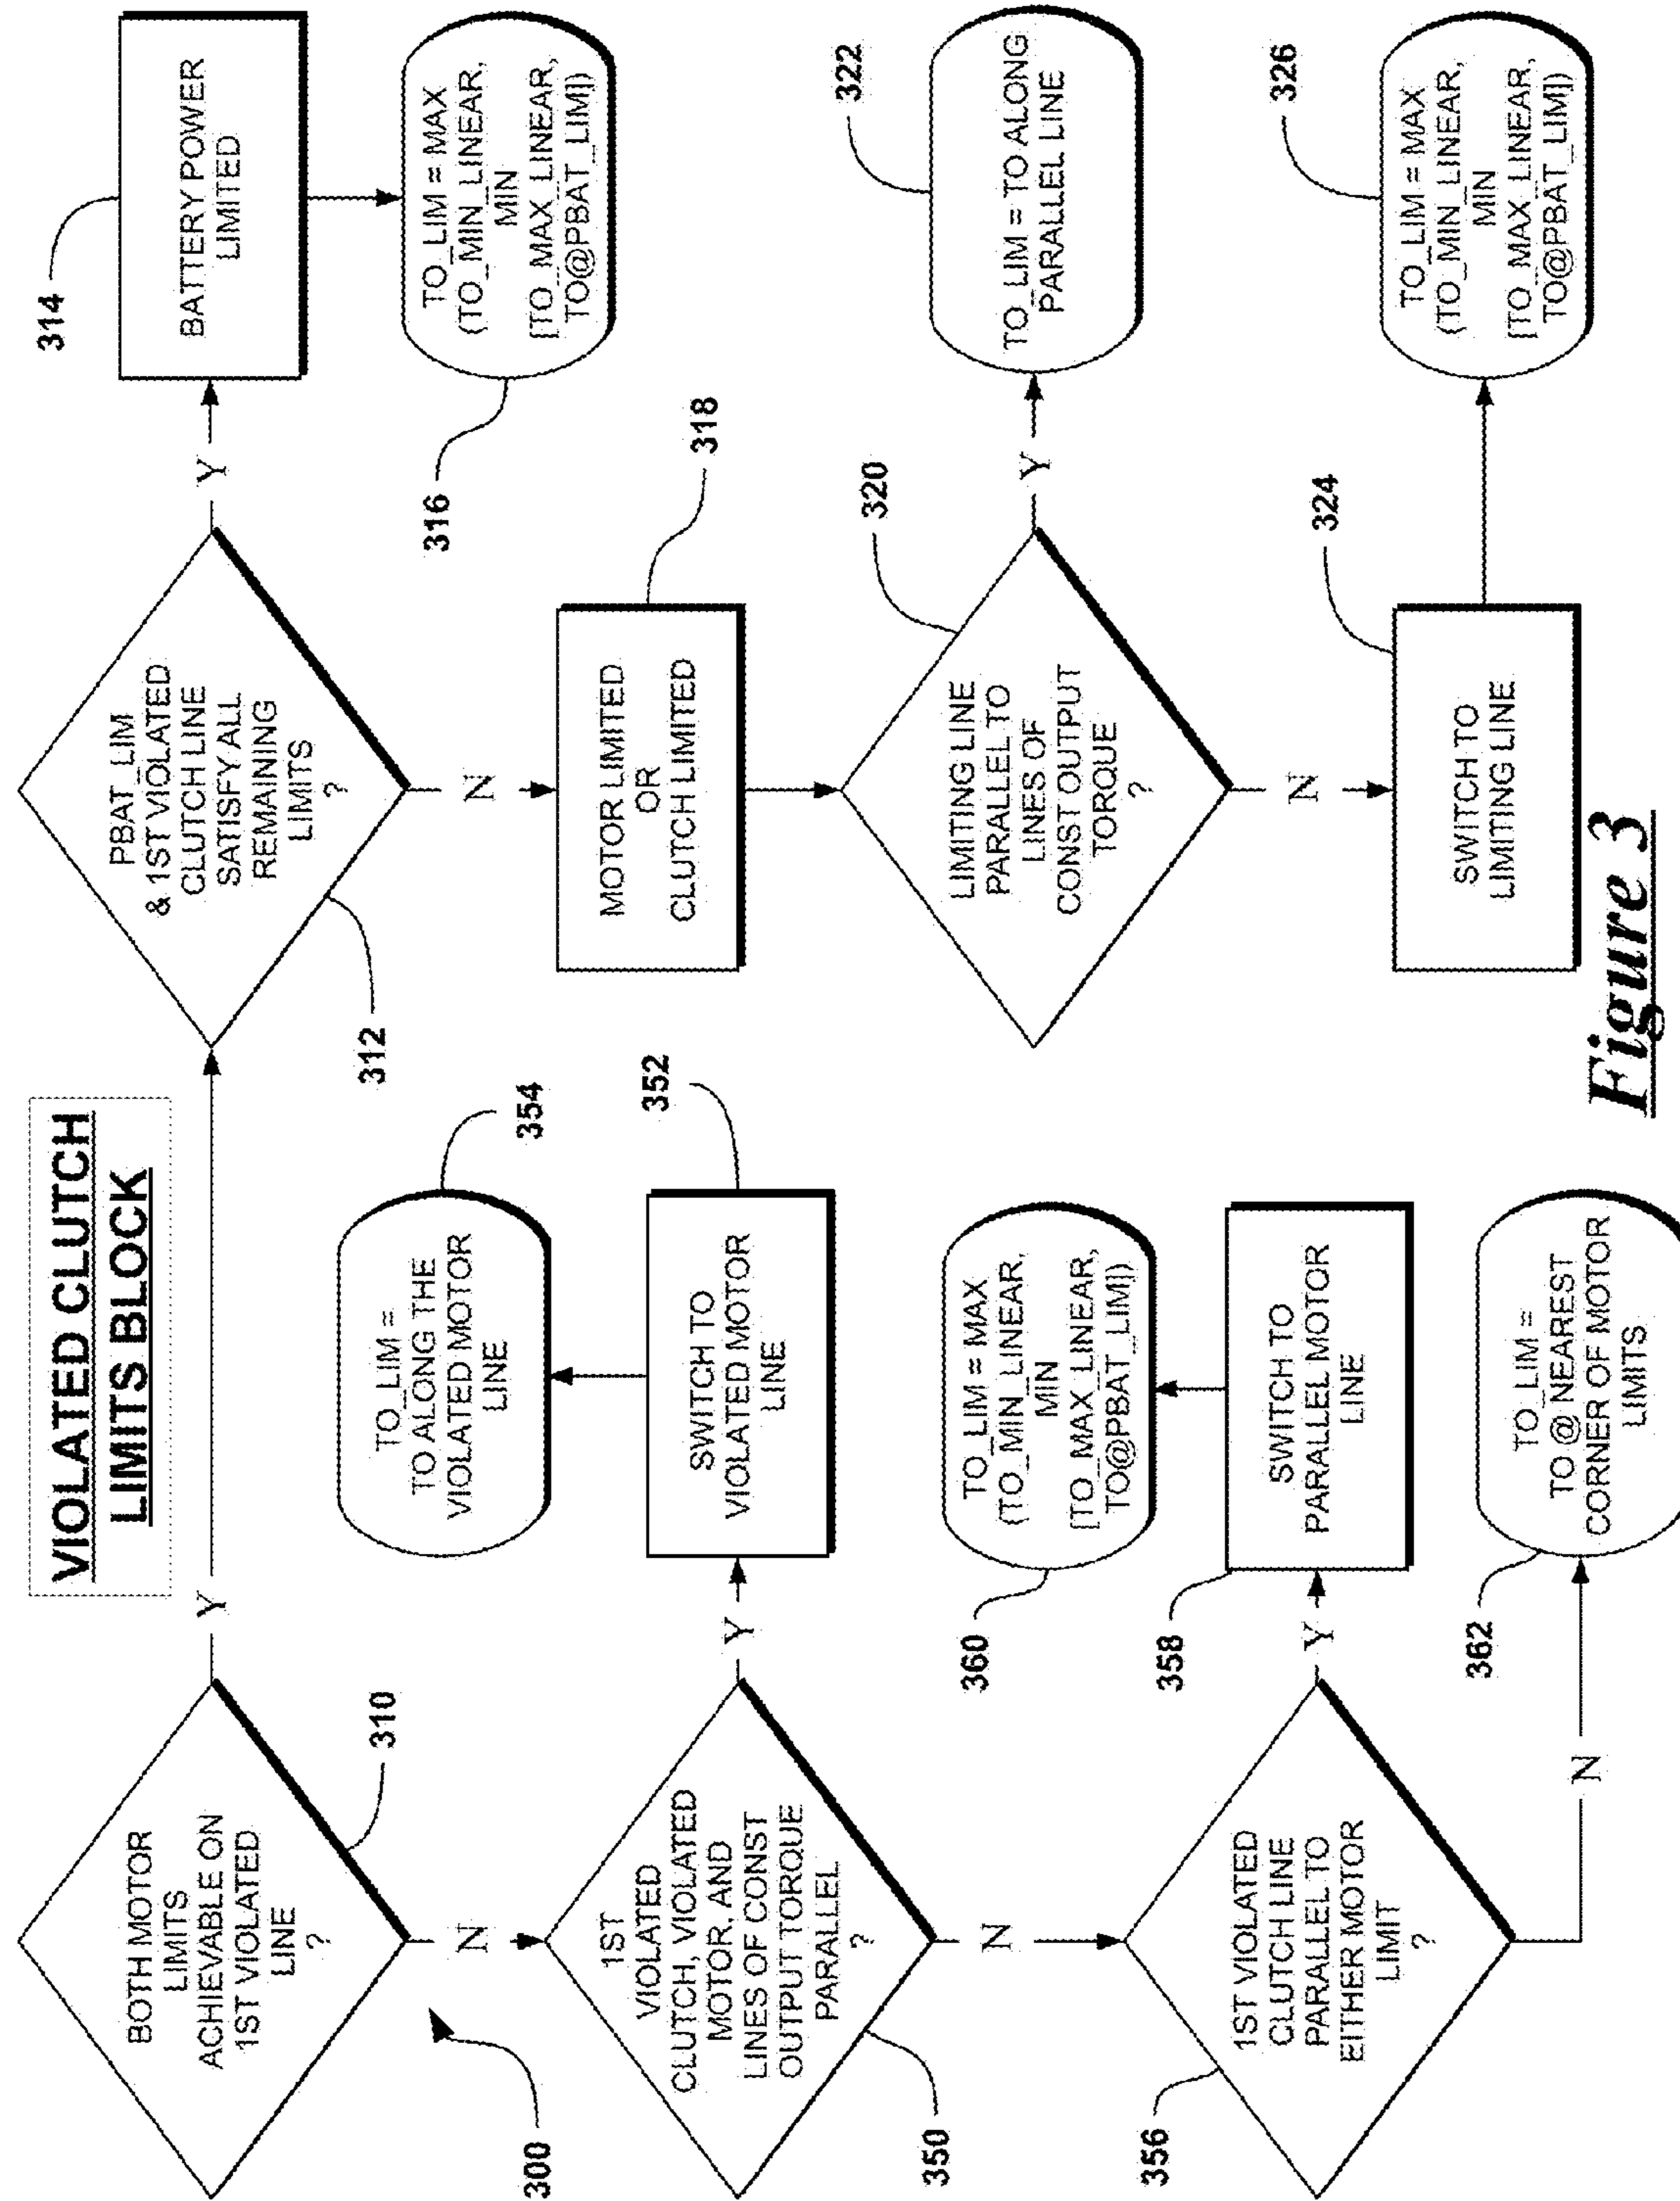 VIOLATED CLUTCH
LIMITS BLOCK
BOTH MOTOR
LIMITS
ACHIEVABLE ON
1ST VIOLATED
LINE
?
310
Y
N
300
PBAT_LIM
& 1ST VIOLATED
CLUTCH LINE
SATISFY ALL
REMAINING
LIMITS
?
312
Y
N
BATTERY POWER
LIMITED
314
TO_LIM = MAX
(TO_MIN_LINEAR,
MIN
[TO_MAX_LINEAR,
TO@PBAT_LIM])
316
MOTOR LIMITED
OR
CLUTCH LIMITED
318
LIMITING LINE
PARALLEL TO
LINES OF
CONST OUTPUT
TORQUE
?
320
Y
N
TO_LIM = TO ALONG
PARALLEL LINE
322
SWITCH TO
LIMITING LINE
324
TO_LIM = MAX
(TO_MIN_LINEAR,
MIN
[TO_MAX_LINEAR,
TO@PBAT_LIM])
326
1ST
VIOLATED
CLUTCH, VIOLATED
MOTOR, AND
LINES OF CONST
OUTPUT TORQUE
PARALLEL
?
350
Y
N
SWITCH TO
VIOLATED MOTOR
LINE
352
TO_LIM =
TO ALONG THE
VIOLATED MOTOR
LINE
354
1ST VIOLATED
CLUTCH LINE
PARALLEL TO
EITHER MOTOR
LIMIT
?
356
Y
N
SWITCH TO
PARALLEL MOTOR
LINE
358
TO_LIM = MAX
(TO_MIN_LINEAR,
MIN
[TO_MAX_LINEAR,
TO@PBAT_LIM])
360
TO_LIM =
TO @ NEAREST
CORNER OF MOTOR
LIMITS
362
Figure 3